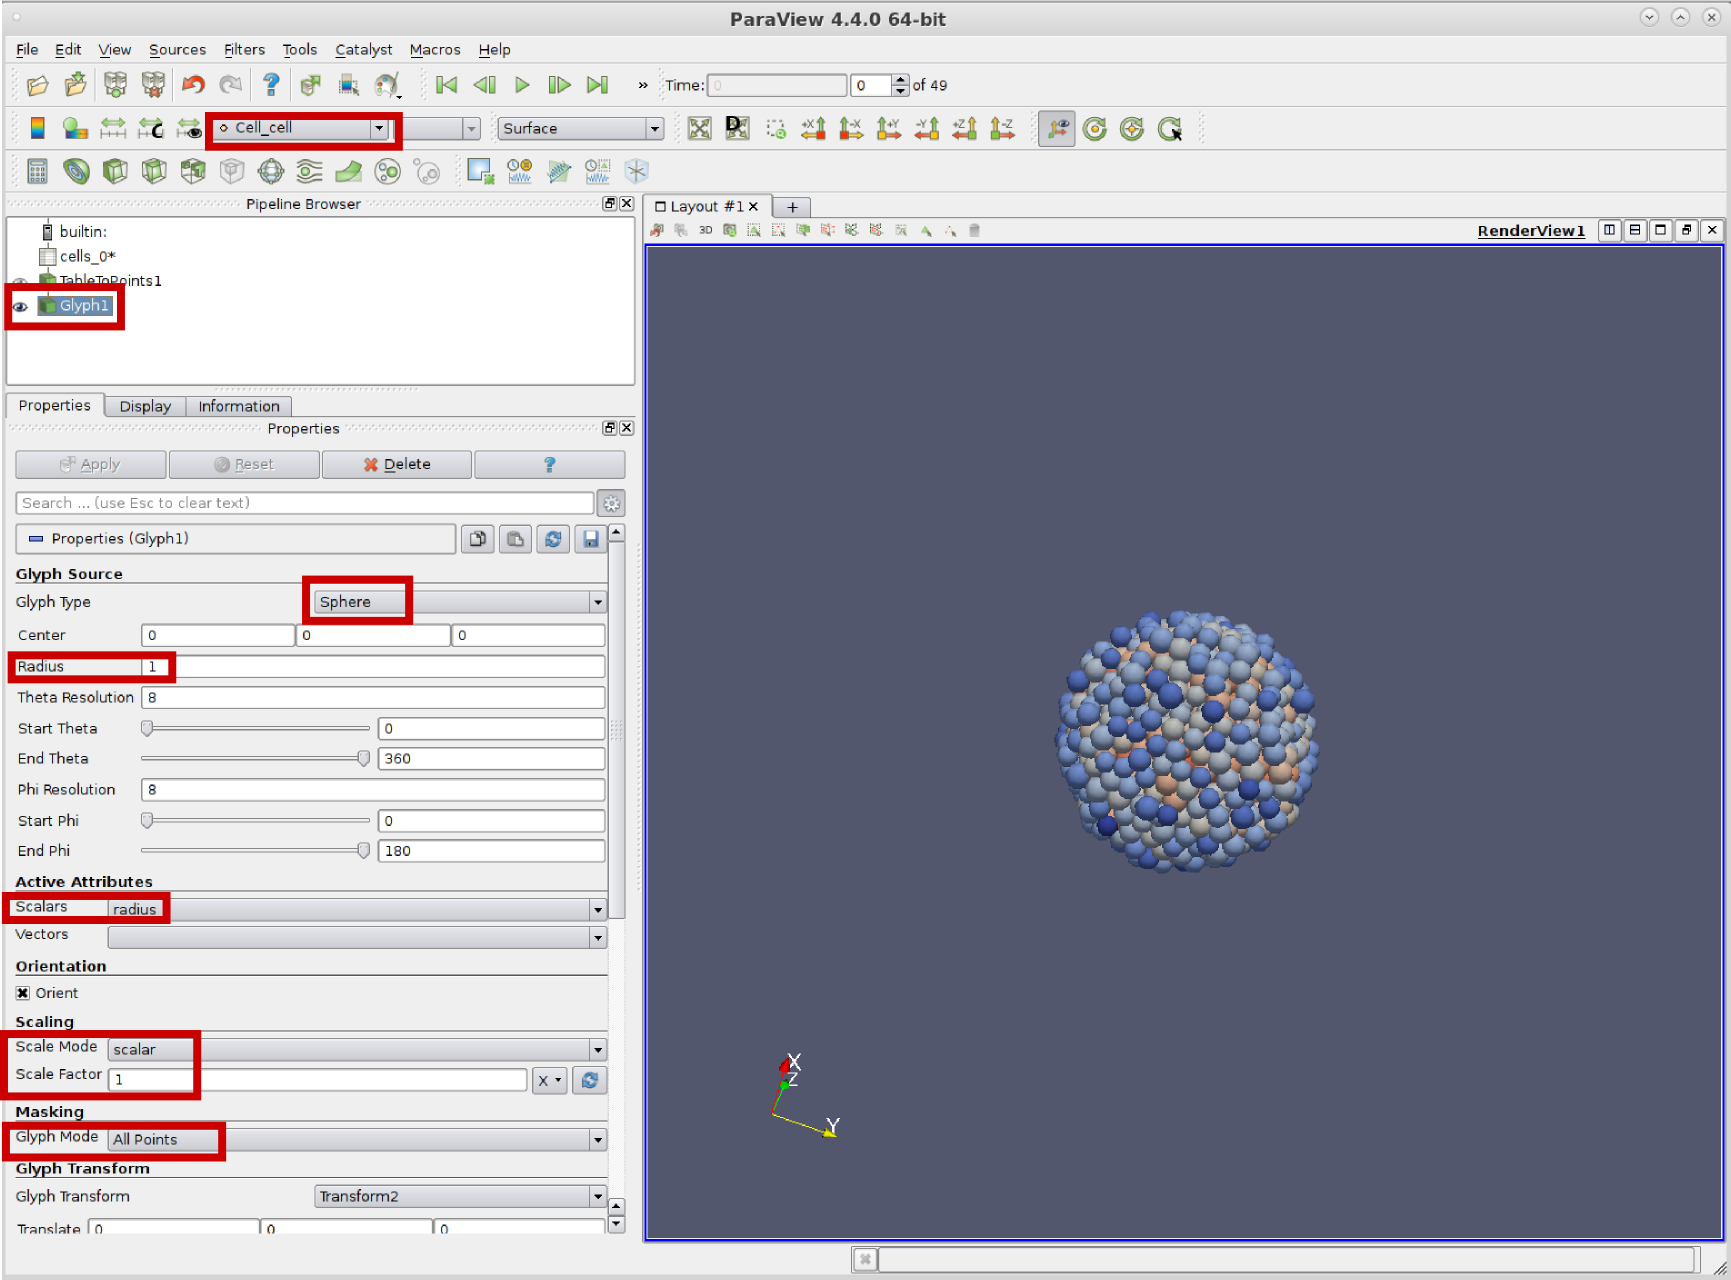 ParaView 4.4.0 64-bit
File Edit View Sources Filters Tools Catalyst Macros Help
» Time: 0 0 of 49
Cell_cell Surface
Pipeline Browser
builtin:
cells_0*
TableToPoints1
Glyph1
Layout #1 +
3D RenderView1
Properties Display Information
Properties
Apply Reset Delete ?
Search ... (use Esc to clear text)
Properties (Glyph1)
Glyph Source
Glyph Type Sphere
Center 0 0 0
Radius 1
Theta Resolution 8
Start Theta 0
End Theta 360
Phi Resolution 8
Start Phi 0
End Phi 180
Active Attributes
Scalars radius
Vectors
Orientation
Orient
Scaling
Scale Mode scalar
Scale Factor 1 X
Masking
Glyph Mode All Points
Glyph Transform
Glyph Transform Transform2
Translate 0 0 0
X
Z
Y